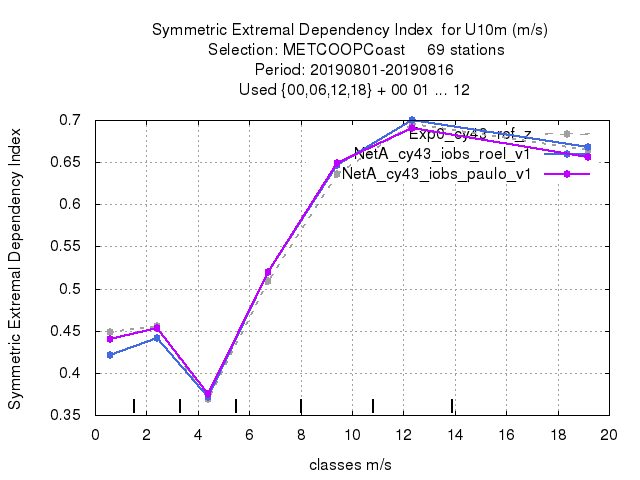 Symmetric Extremal Dependency Index for U10m (m/s)
Selection: METCOOPCoast 69 stations
Period: 20190801-20190816
Used {00,06,12,18} + 00 01 ... 12
Symmetric Extremal Dependency Index
0.7
0.65
0.6
0.55
0.5
0.45
0.4
0.35
Exp0_cy43_ref_z
NetA_cy43_iobs_roel_v1
NetA_cy43_iobs_paulo_v1
0 2 4 6 8 10 12 14 16 18 20
classes m/s